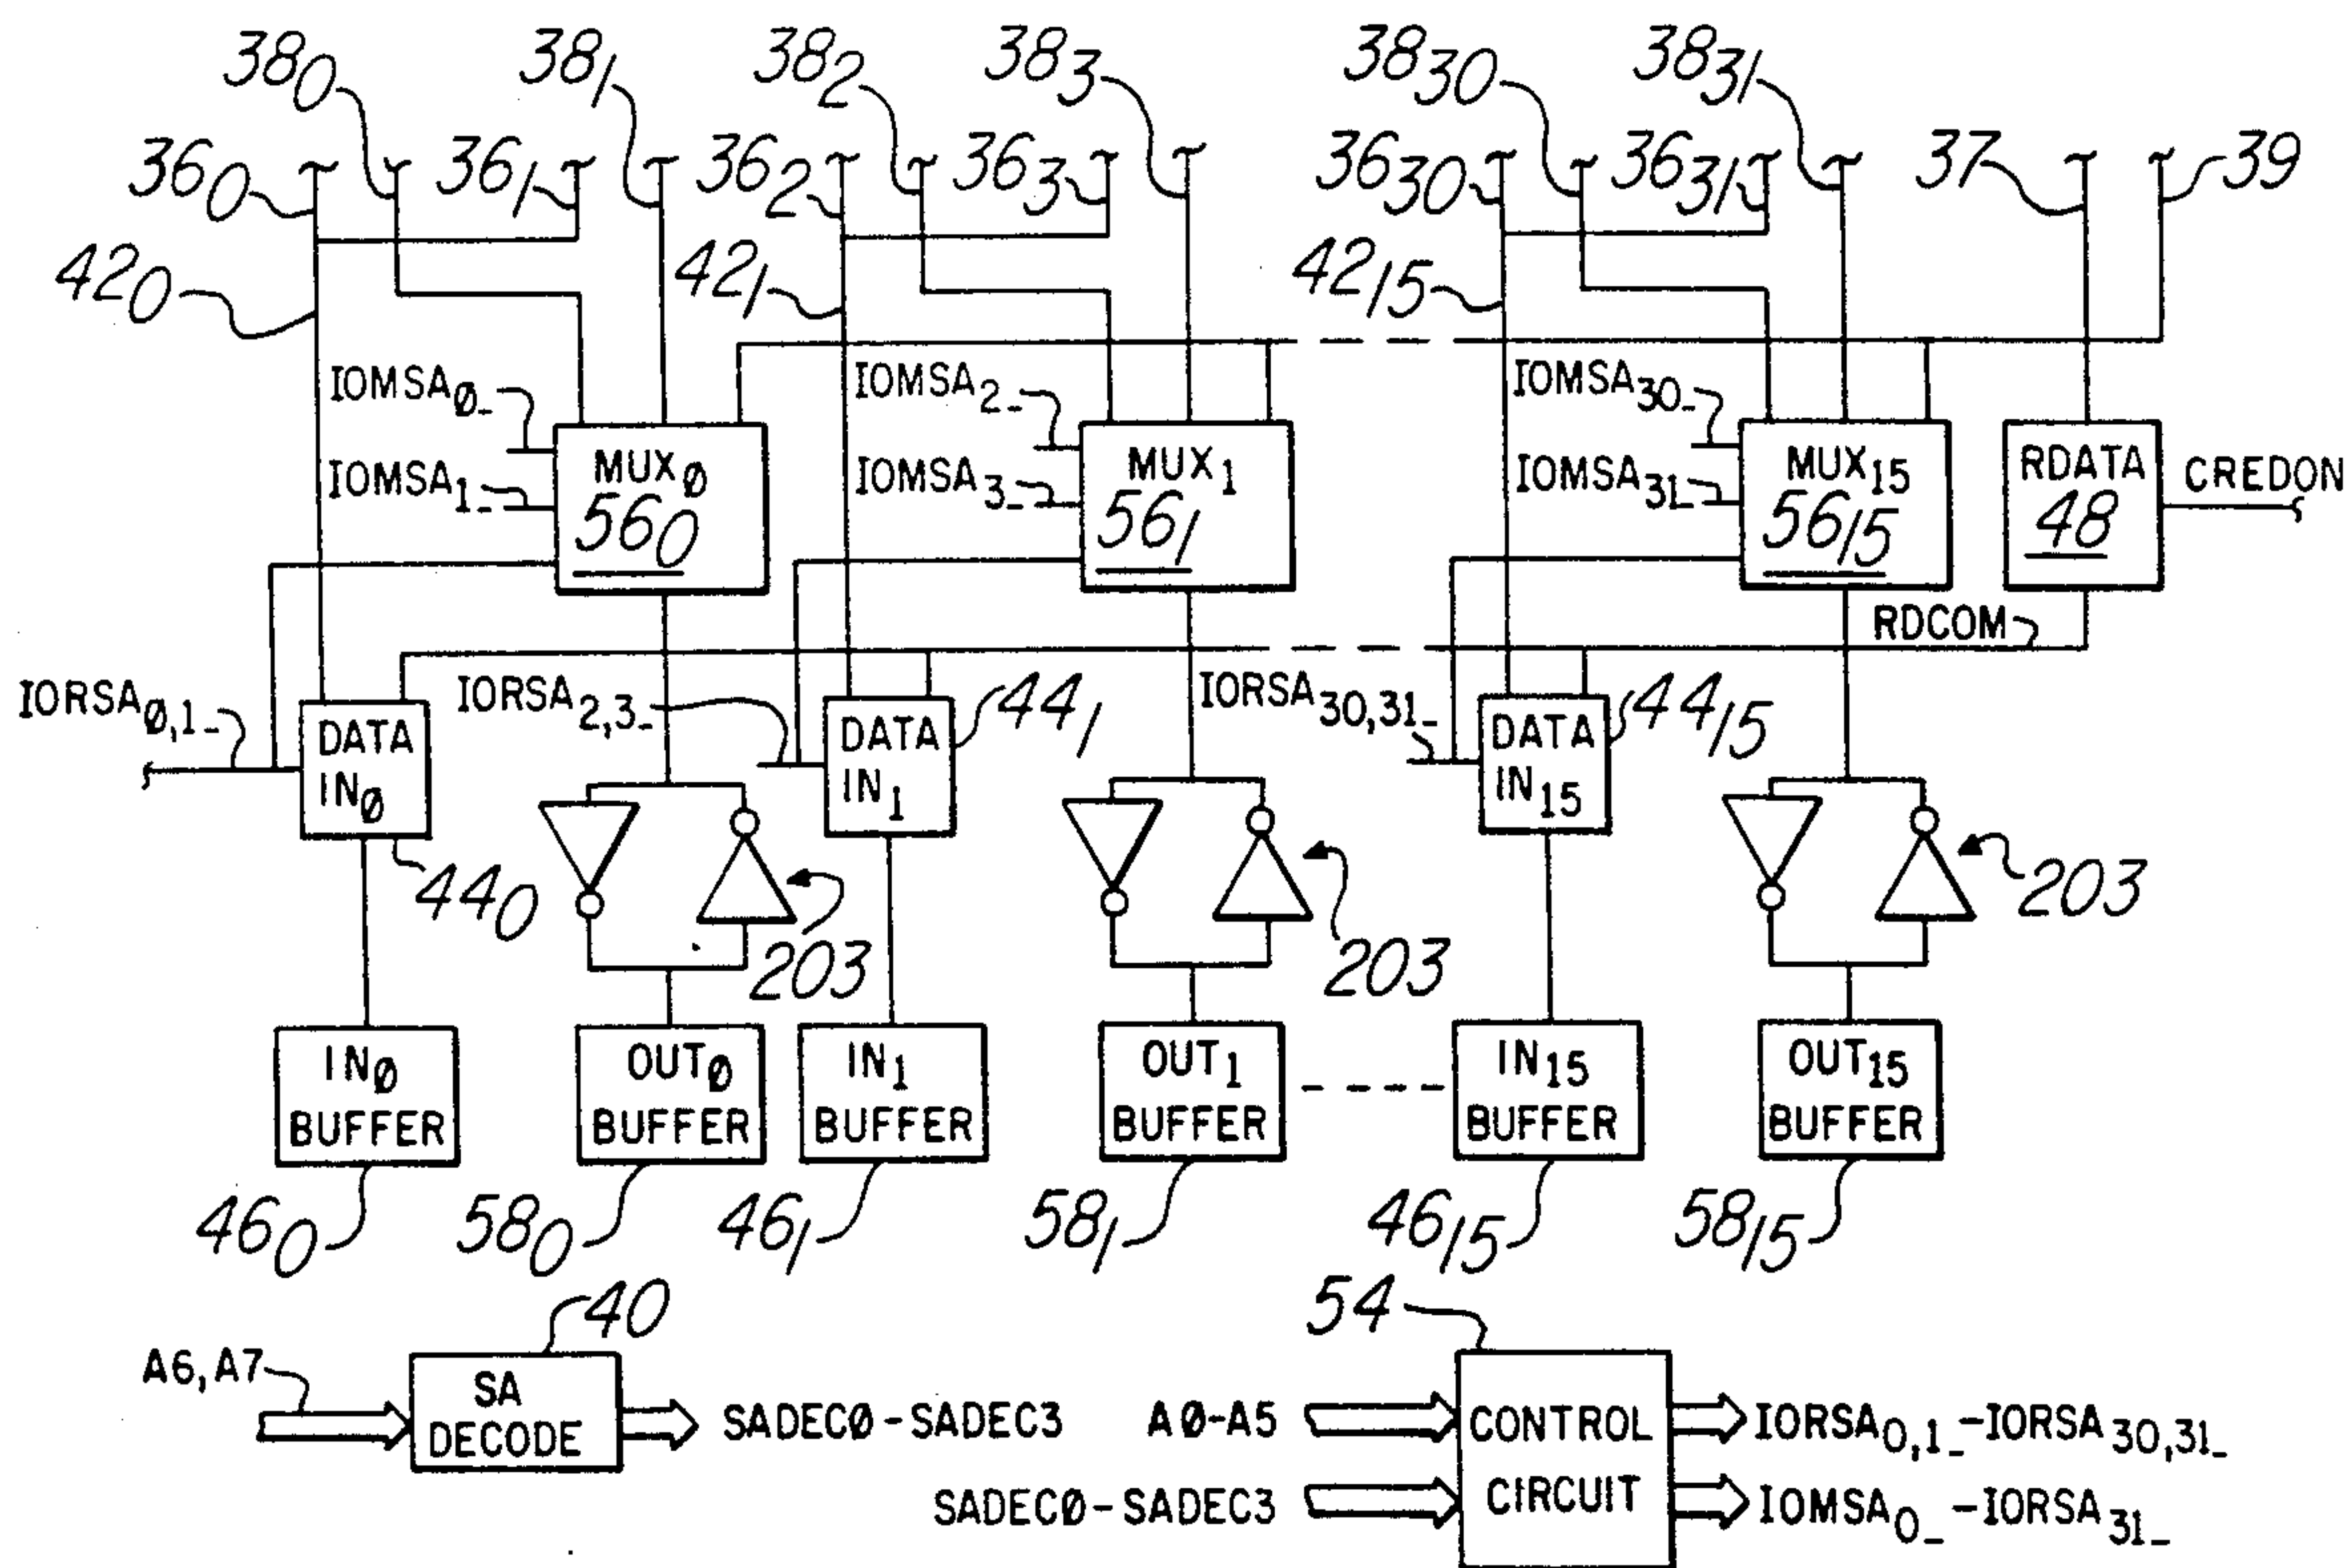 38₀ 38₁ 38₂ 38₃ 38₃₀ 38₃₁
36₀ 36₁ 36₂ 36₃ 36₃₀ 36₃₁ 37 39
42₀ 42₁ 42₁₅
IOMSA₀_ IOMSA₂_ IOMSA₃₀_
IOMSA₁_ IOMSA₃_ IOMSA₃₁_
MUX₀ MUX₁ MUX₁₅ RDATA CREDON
56₀ 56₁ 56₁₅ 48
RDCOM
IORSA₀,₁_ IORSA₂,₃_ 44₁ IORSA₃₀,₃₁_ 44₁₅
DATA DATA DATA
IN₀ IN₁ IN₁₅
44₀ 203 203 203
IN₀ OUT₀ IN₁ OUT₁ IN₁₅ OUT₁₅
BUFFER BUFFER BUFFER BUFFER BUFFER BUFFER
46₀ 58₀ 46₁ 58₁ 46₁₅ 58₁₅
40 54
A6,A7 SA
DECODE
SADEC0-SADEC3
A0-A5 CONTROL IORSA₀,₁_-IORSA₃₀,₃₁_
SADEC0-SADEC3 CIRCUIT IOMSA₀_-IORSA₃₁_